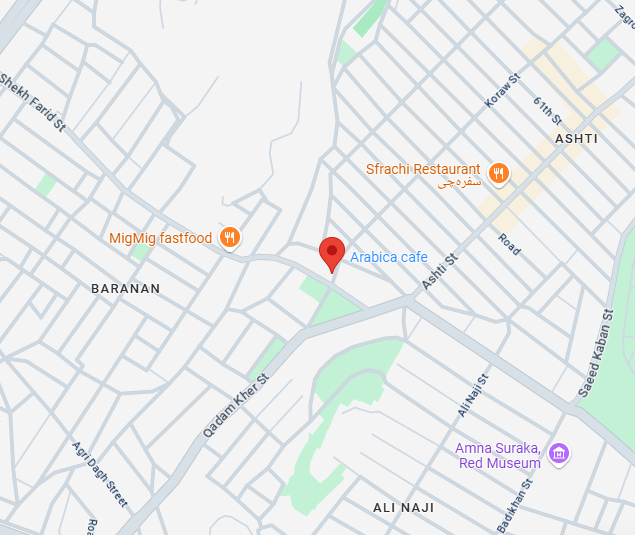 Zagro
Shekh Farid St
Koraw St
61th St
ASHTI
Sfrachi Restaurant
سفرەچی
MigMig fastfood
Road
Arabica cafe
Ashti St
BARANAN
Saeed Kaban St
Qadam Kher St
Ali Naji St
Agri Dagh Street
Amna Suraka,
Red Museum
Badikhan St
ALI NAJI
Roa